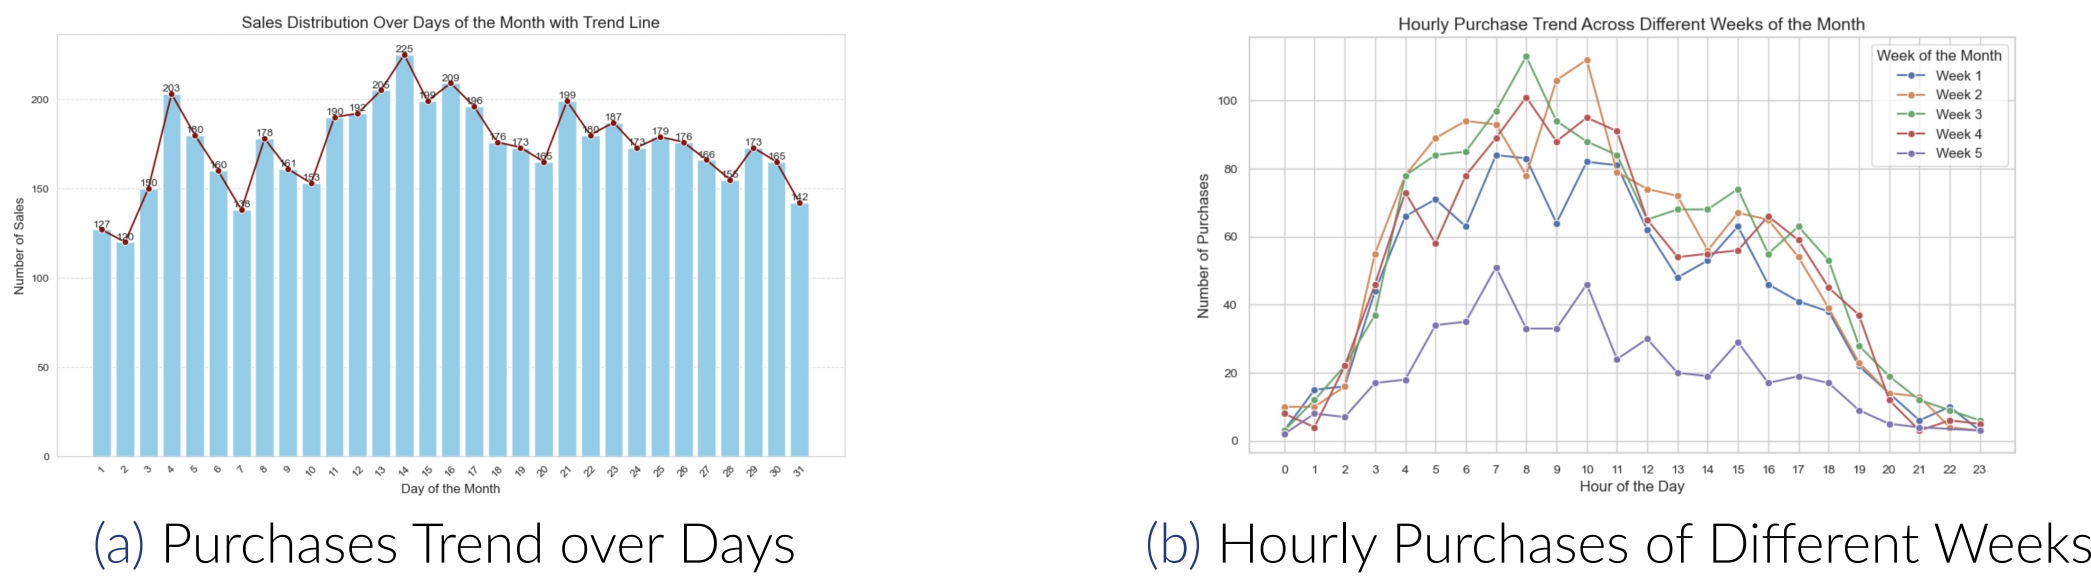 Sales Distribution Over Days of the Month with Trend Line
Number of Sales
200
150
100
50
0
127
120
150
203
180
160
138
178
161
153
190
192
205
225
199
209
196
176
173
165
199
180
187
173
179
176
166
155
173
165
142
1 2 3 4 5 6 7 8 9 10 11 12 13 14 15 16 17 18 19 20 21 22 23 24 25 26 27 28 29 30 31
Day of the Month
(a) Purchases Trend over Days
Hourly Purchase Trend Across Different Weeks of the Month
Number of Purchases
100
80
60
40
20
0
Week of the Month
Week 1
Week 2
Week 3
Week 4
Week 5
0 1 2 3 4 5 6 7 8 9 10 11 12 13 14 15 16 17 18 19 20 21 22 23
Hour of the Day
(b) Hourly Purchases of Different Weeks